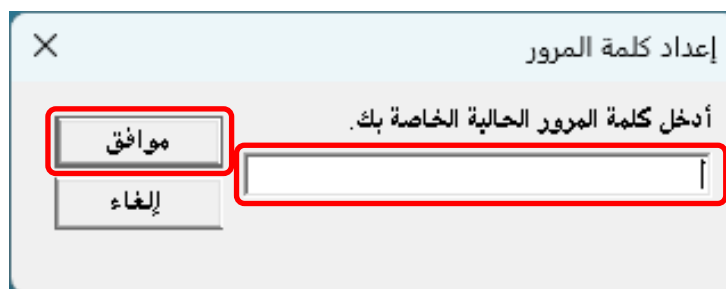 إعداد كلمة المرور
أدخل كلمة المرور الحالية الخاصة بك.
موافق
إلغاء